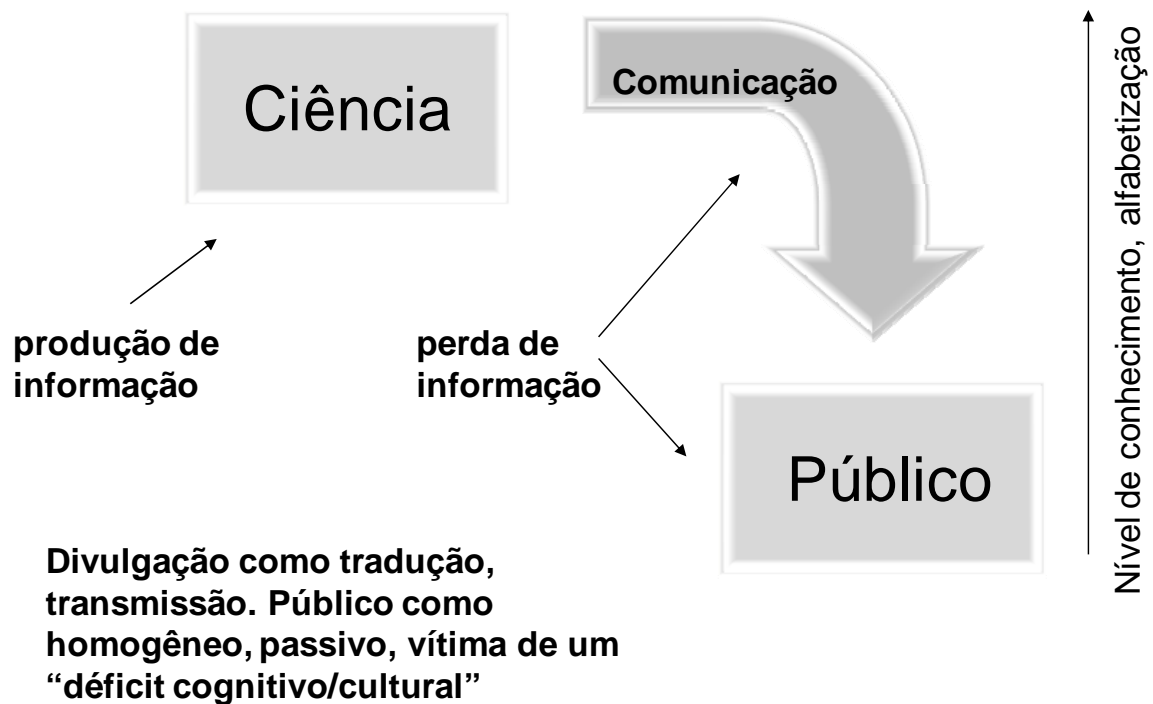 Ciência
Comunicação
produção de
informação
perda de
informação
Público
Divulgação como tradução,
transmissão. Público como
homogêneo, passivo, vítima de um
“déficit cognitivo/cultural”
Nível de conhecimento, alfabetização